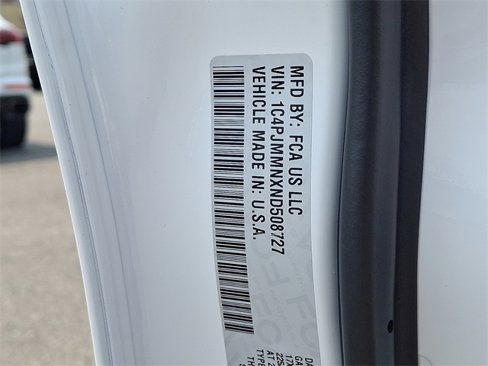 MFD BY: FCA US LLC
VIN: 1C4PJMMNXND508727
VEHICLE MADE IN: U.S.A.